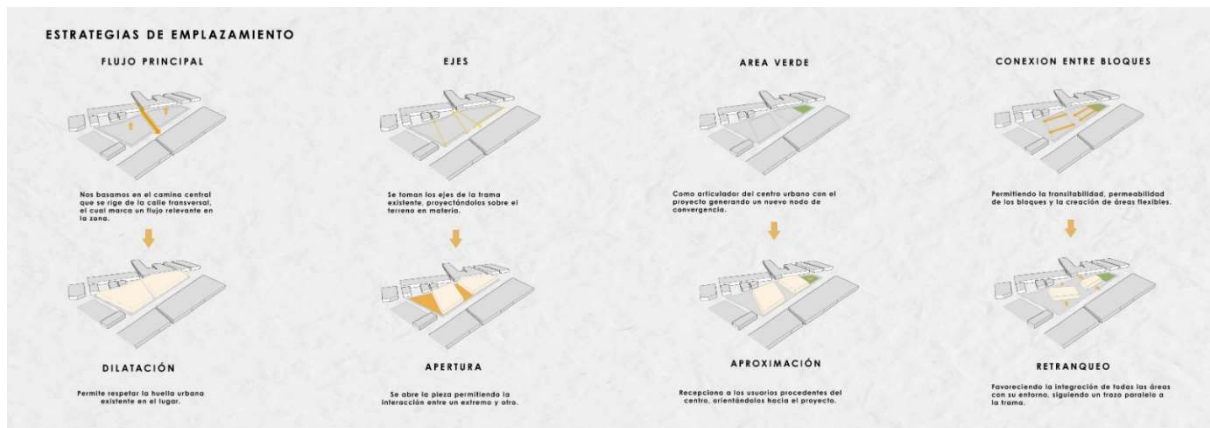 ESTRATEGIAS DE EMPLAZAMIENTO
FLUJO PRINCIPAL
Nos basamos en el camino central
que se rige de la calle transversal,
el cual marca un flujo relevante en
la zona.
DILATACIÓN
Permite respetar la huella urbana
existente en el lugar.
EJES
Se toman los ejes de la trama
existente, proyectándolos sobre el
terreno en materia.
APERTURA
Se abre la pieza permitiendo la
interacción entre un extremo y otro.
AREA VERDE
Como articulador del centro urbano con el
proyecto generando un nuevo nodo de
convergencia.
APROXIMACIÓN
Recepciona a los usuarios procedentes del
centro, orientándolos hacia el proyecto.
CONEXION ENTRE BLOQUES
Permitiendo la transitabilidad, permeabilidad
de los bloques y la creación de áreas flexibles.
RETRANQUEO
Favoreciendo la integración de todas las áreas
con su entorno, siguiendo un trazo paralelo a
la trama.